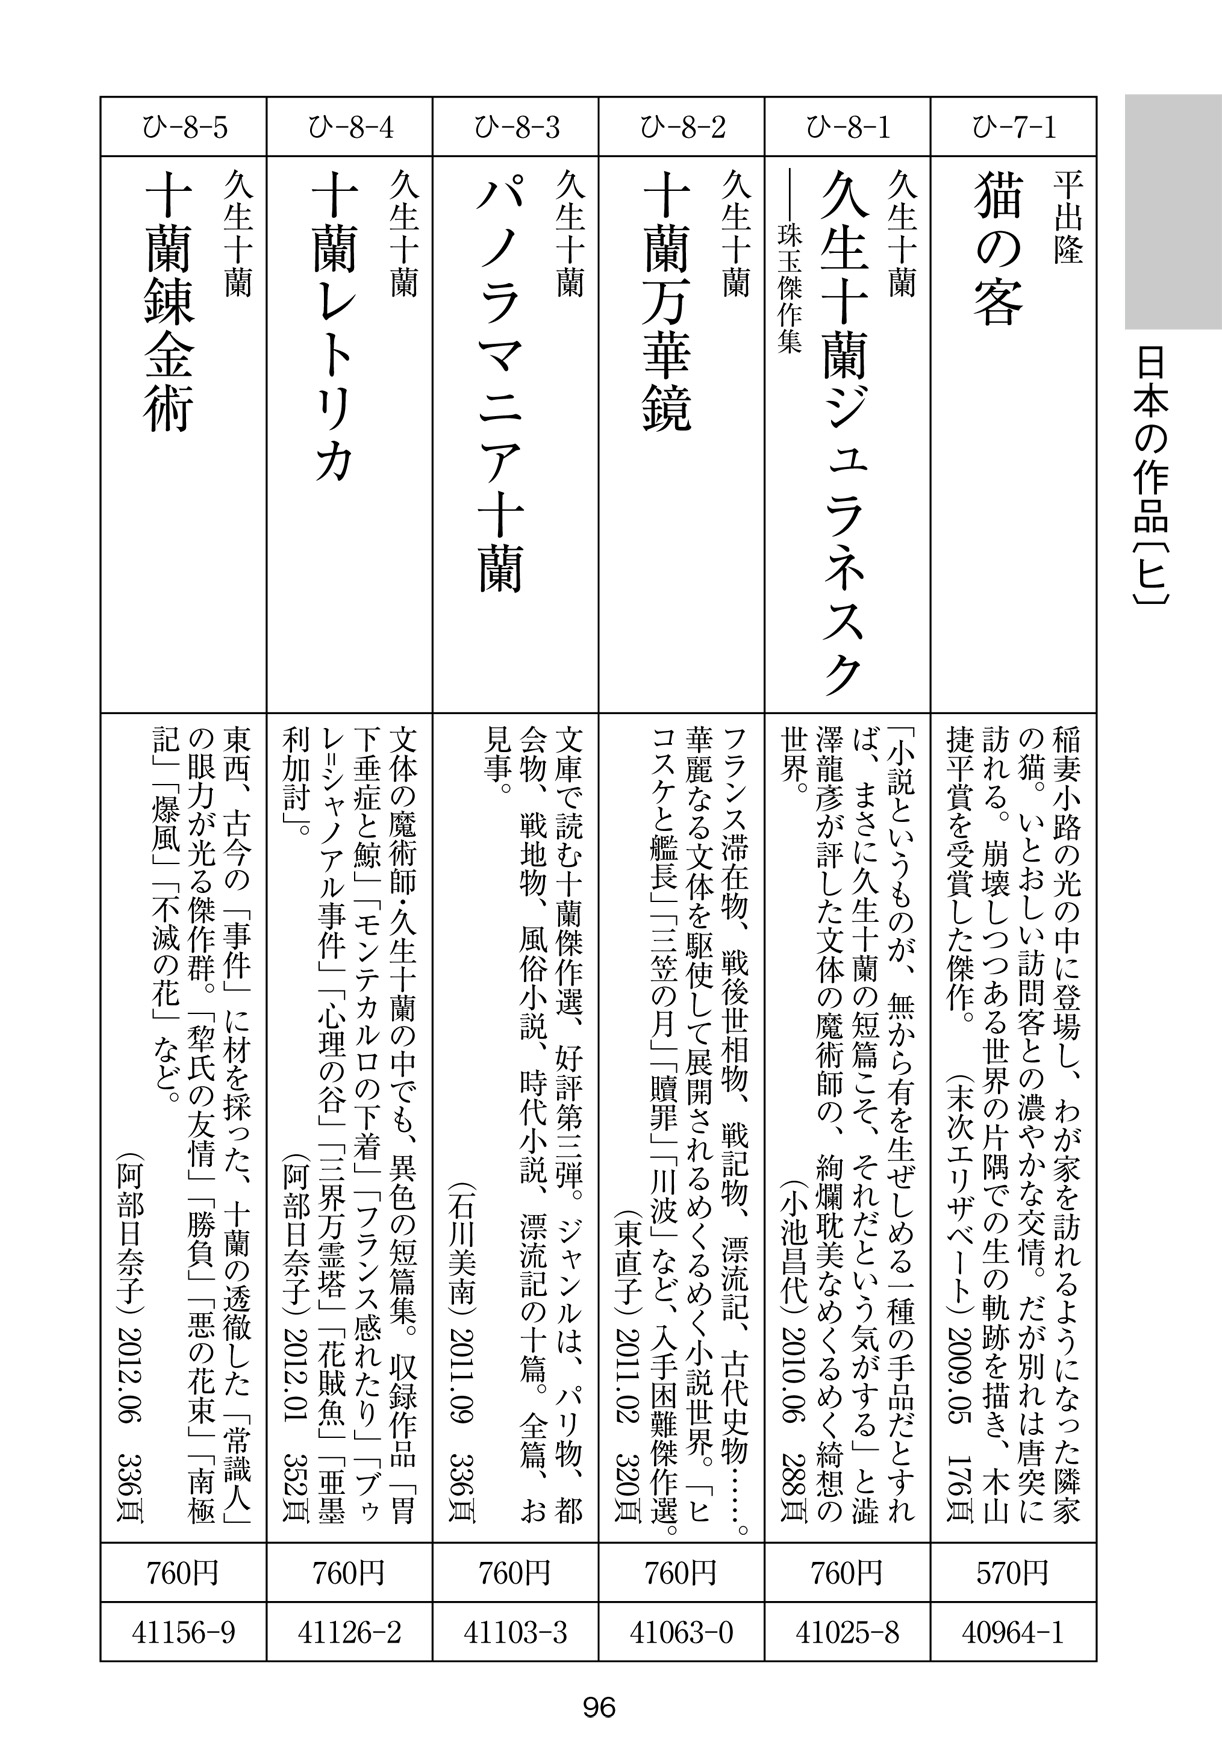 日本の作品〔ヒ〕
ひ-7-1
平出隆
猫の客
稲妻小路の光の中に登場し、わが家を訪れるようになった隣家
の猫。いとおしい訪問客との濃やかな交情。だが別れは唐突に
訪れる。崩壊しつつある世界の片隅での生の軌跡を描き、木山
捷平賞を受賞した傑作。（末次エリザベート）2009.05 176頁
570円
40964-1
ひ-8-1
久生十蘭
久生十蘭ジュラネスク
――珠玉傑作集
「小説というものが、無から有を生ぜしめる一種の手品だとすれ
ば、まさに久生十蘭の短篇こそ、それだという気がする」と澁
澤龍彥が評した文体の魔術師の、絢爛耽美なめくるめく綺想の
世界。（小池昌代）2010.06 288頁
760円
41025-8
ひ-8-2
久生十蘭
十蘭万華鏡
フランス滞在物、戦後世相物、戦記物、漂流記、古代史物……。
華麗なる文体を駆使して展開されるめくるめく小説世界。「ヒ
コスケと艦長」「三笠の月」「贖罪」「川波」など、入手困難傑作選。
（東直子）2011.02 320頁
760円
41063-0
ひ-8-3
久生十蘭
パノラマニア十蘭
文庫で読む十蘭傑作選、好評第三弾。ジャンルは、パリ物、都
会物、戦地物、風俗小説、時代小説、漂流記の十篇。全篇、お
見事。
（石川美南）2011.09 336頁
760円
41103-3
ひ-8-4
久生十蘭
十蘭レトリカ
文体の魔術師・久生十蘭の中でも、異色の短篇集。収録作品「胃
下垂症と鯨」「モンテカルロの下着」「フランス感れたり」「ブゥ
レ＝シャノアル事件」「心理の谷」「三界万霊塔」「花賊魚」「亜墨
利加討」。（阿部日奈子）2012.01 352頁
760円
41126-2
ひ-8-5
久生十蘭
十蘭錬金術
東西、古今の「事件」に材を採った、十蘭の透徹した「常識人」
の眼力が光る傑作群。「犂氏の友情」「勝負」「悪の花束」「南極
記」「爆風」「不滅の花」など。
（阿部日奈子）2012.06 336頁
760円
41156-9
96